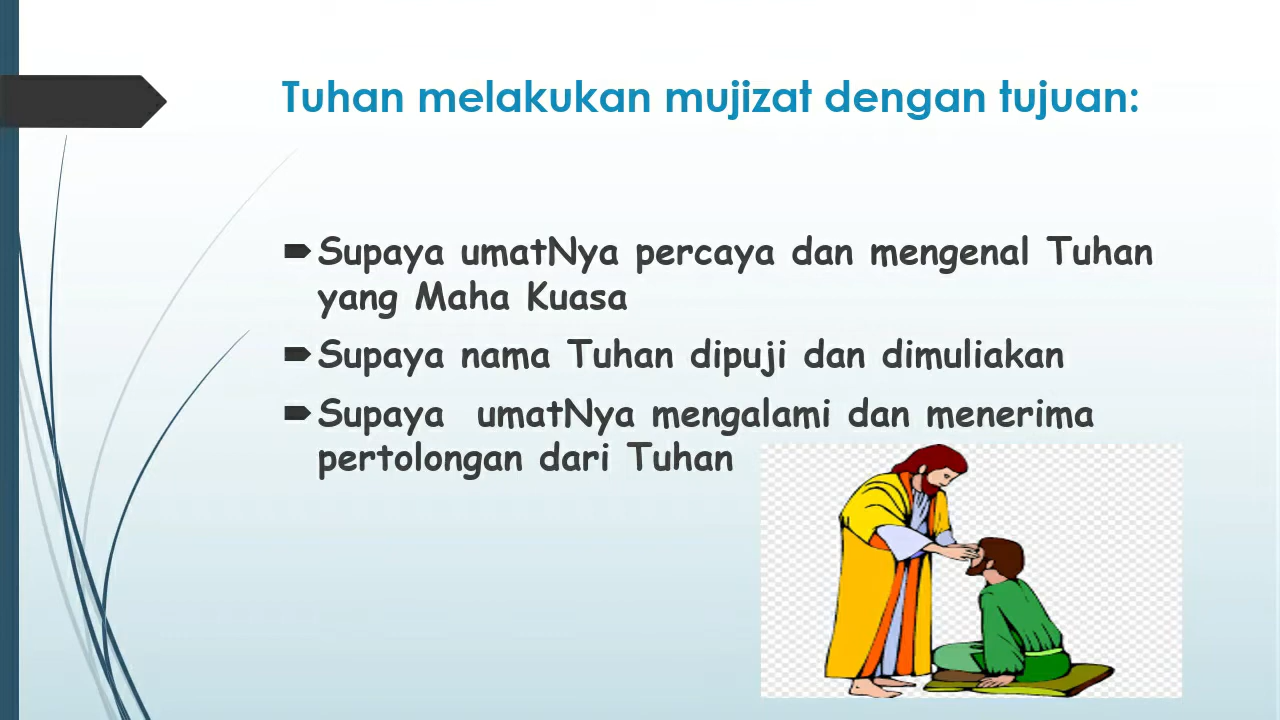 Tuhan melakukan mujizat dengan tujuan:
Supaya umatNya percaya dan mengenal Tuhan
yang Maha Kuasa
Supaya nama Tuhan dipuji dan dimuliakan
Supaya umatNya mengalami dan menerima
pertolongan dari Tuhan